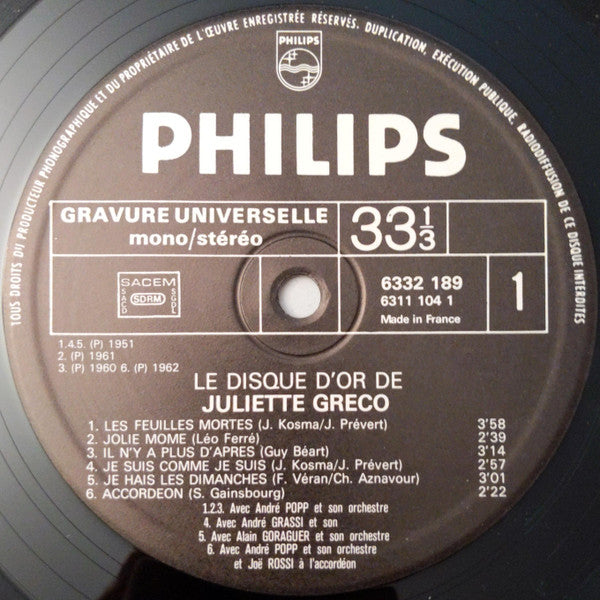 TOUS DROITS DU PRODUCTEUR PHONOGRAPHIQUE ET DU PROPRIÉTAIRE DE L'ŒUVRE ENREGISTRÉE RÉSERVÉS. DUPLICATION, EXÉCUTION PUBLIQUE, RADIODIFFUSION DE CE DISQUE INTERDITES
PHILIPS
PHILIPS
GRAVURE UNIVERSELLE
mono/stéréo
33 1/3
SACEM
SACD
SDRM
SGDL
6332 189
6311 104 1
Made in France
1
1.4.5. (P) 1951
2. (P) 1961
3. (P) 1960 6. (P) 1962
LE DISQUE D'OR DE
JULIETTE GRECO
1. LES FEUILLES MORTES (J. Kosma/J. Prévert) 3'58
2. JOLIE MOME (Léo Ferré) 2'39
3. IL N'Y A PLUS D'APRES (Guy Béart) 3'14
4. JE SUIS COMME JE SUIS (J. Kosma/J. Prévert) 2'57
5. JE HAIS LES DIMANCHES (F. Véran/Ch. Aznavour) 3'01
6. ACCORDEON (S. Gainsbourg) 2'22
1.2.3. Avec André POPP et son orchestre
4. Avec André GRASSI et son
5. Avec Alain GORAGUER et son orchestre
6. Avec André POPP et son orchestre
et Joë ROSSI à l'accordéon